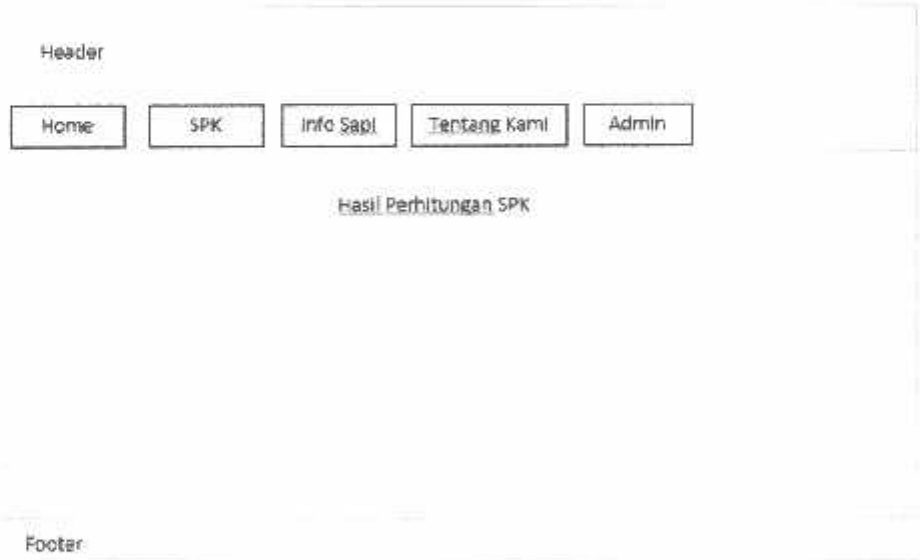 Header
Home SPK Info Sapi Tentang Kami Admin
Hasil Perhitungan SPK
Footer